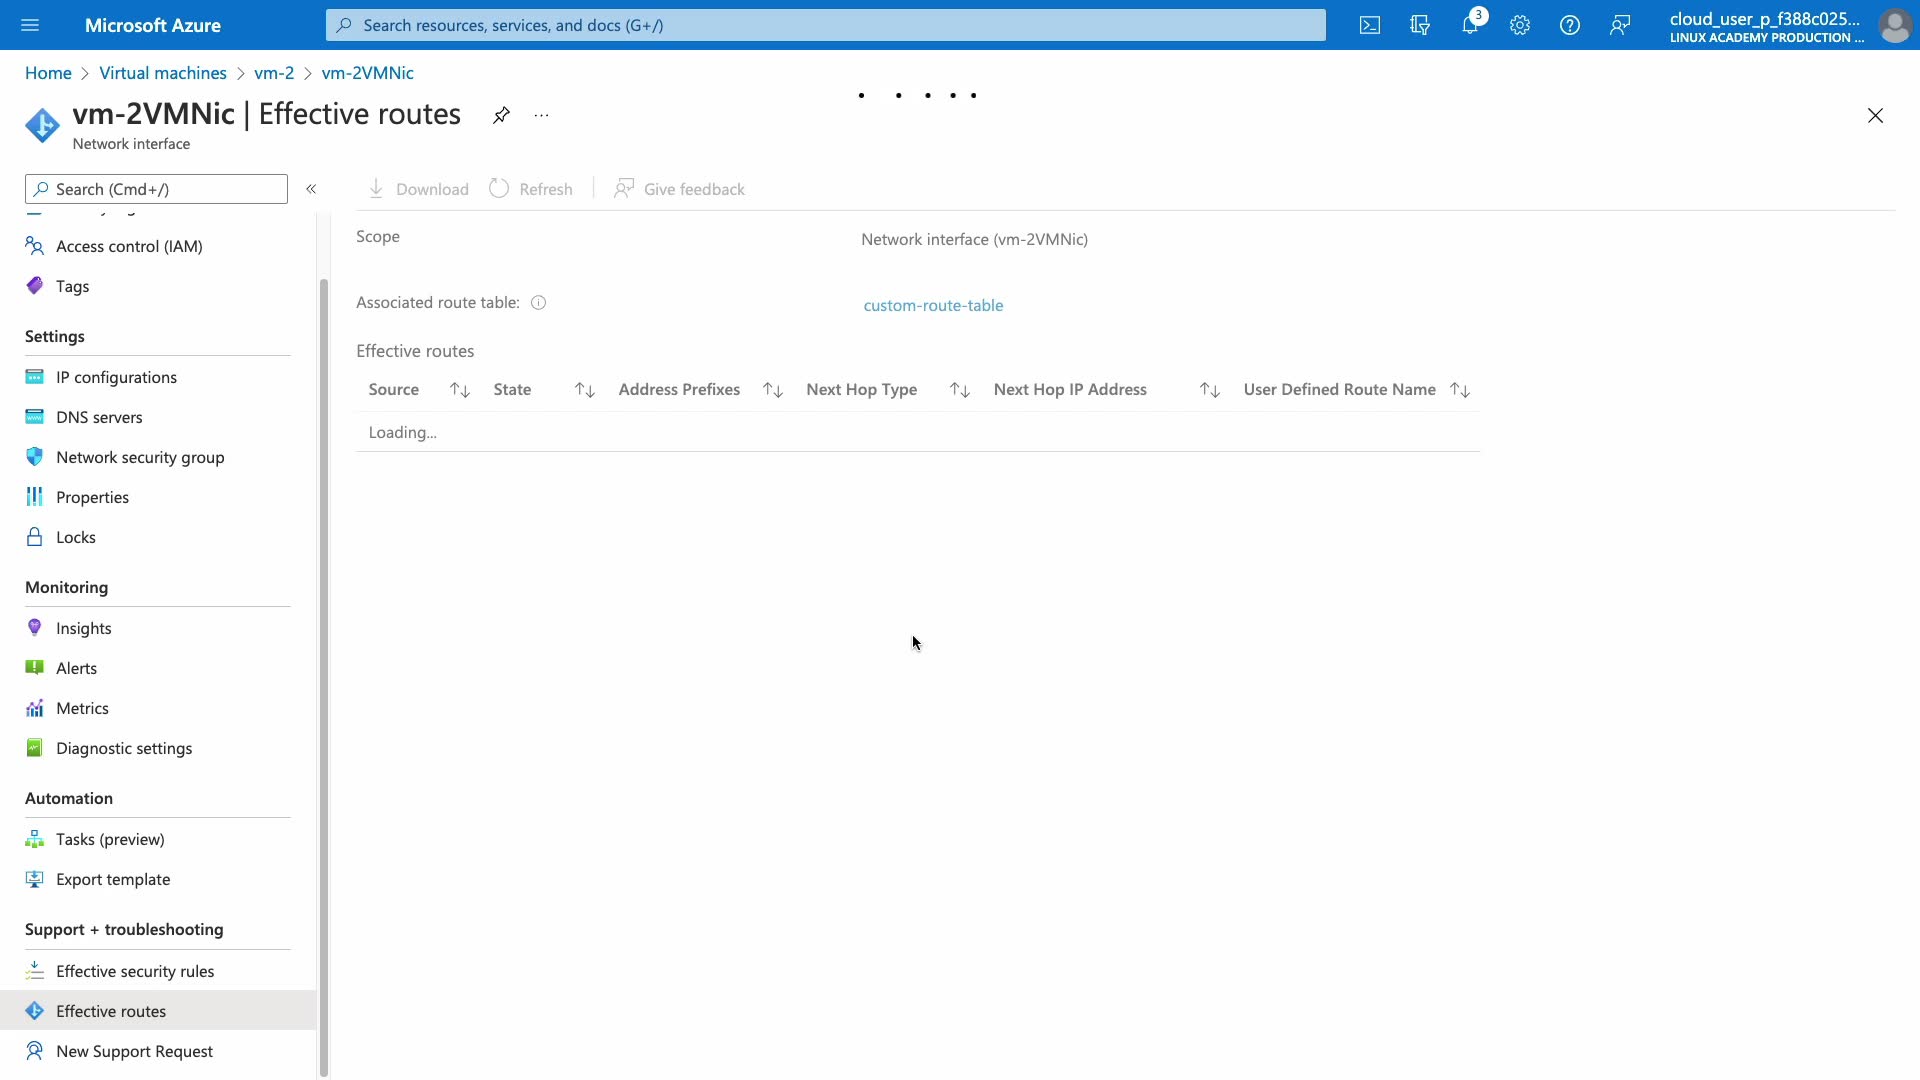 Microsoft Azure
Search resources, services, and docs (G+/)
3
cloud_user_p_f388c025...
LINUX ACADEMY PRODUCTION ...
Home > Virtual machines > vm-2 > vm-2VMNic
vm-2VMNic | Effective routes
Network interface
Search (Cmd+/)
Download
Refresh
Give feedback
Access control (IAM)
Tags
Settings
IP configurations
DNS servers
Network security group
Properties
Locks
Monitoring
Insights
Alerts
Metrics
Diagnostic settings
Automation
Tasks (preview)
Export template
Support + troubleshooting
Effective security rules
Effective routes
New Support Request
Scope
Network interface (vm-2VMNic)
Associated route table:
custom-route-table
Effective routes
Source State Address Prefixes Next Hop Type Next Hop IP Address User Defined Route Name
Loading...